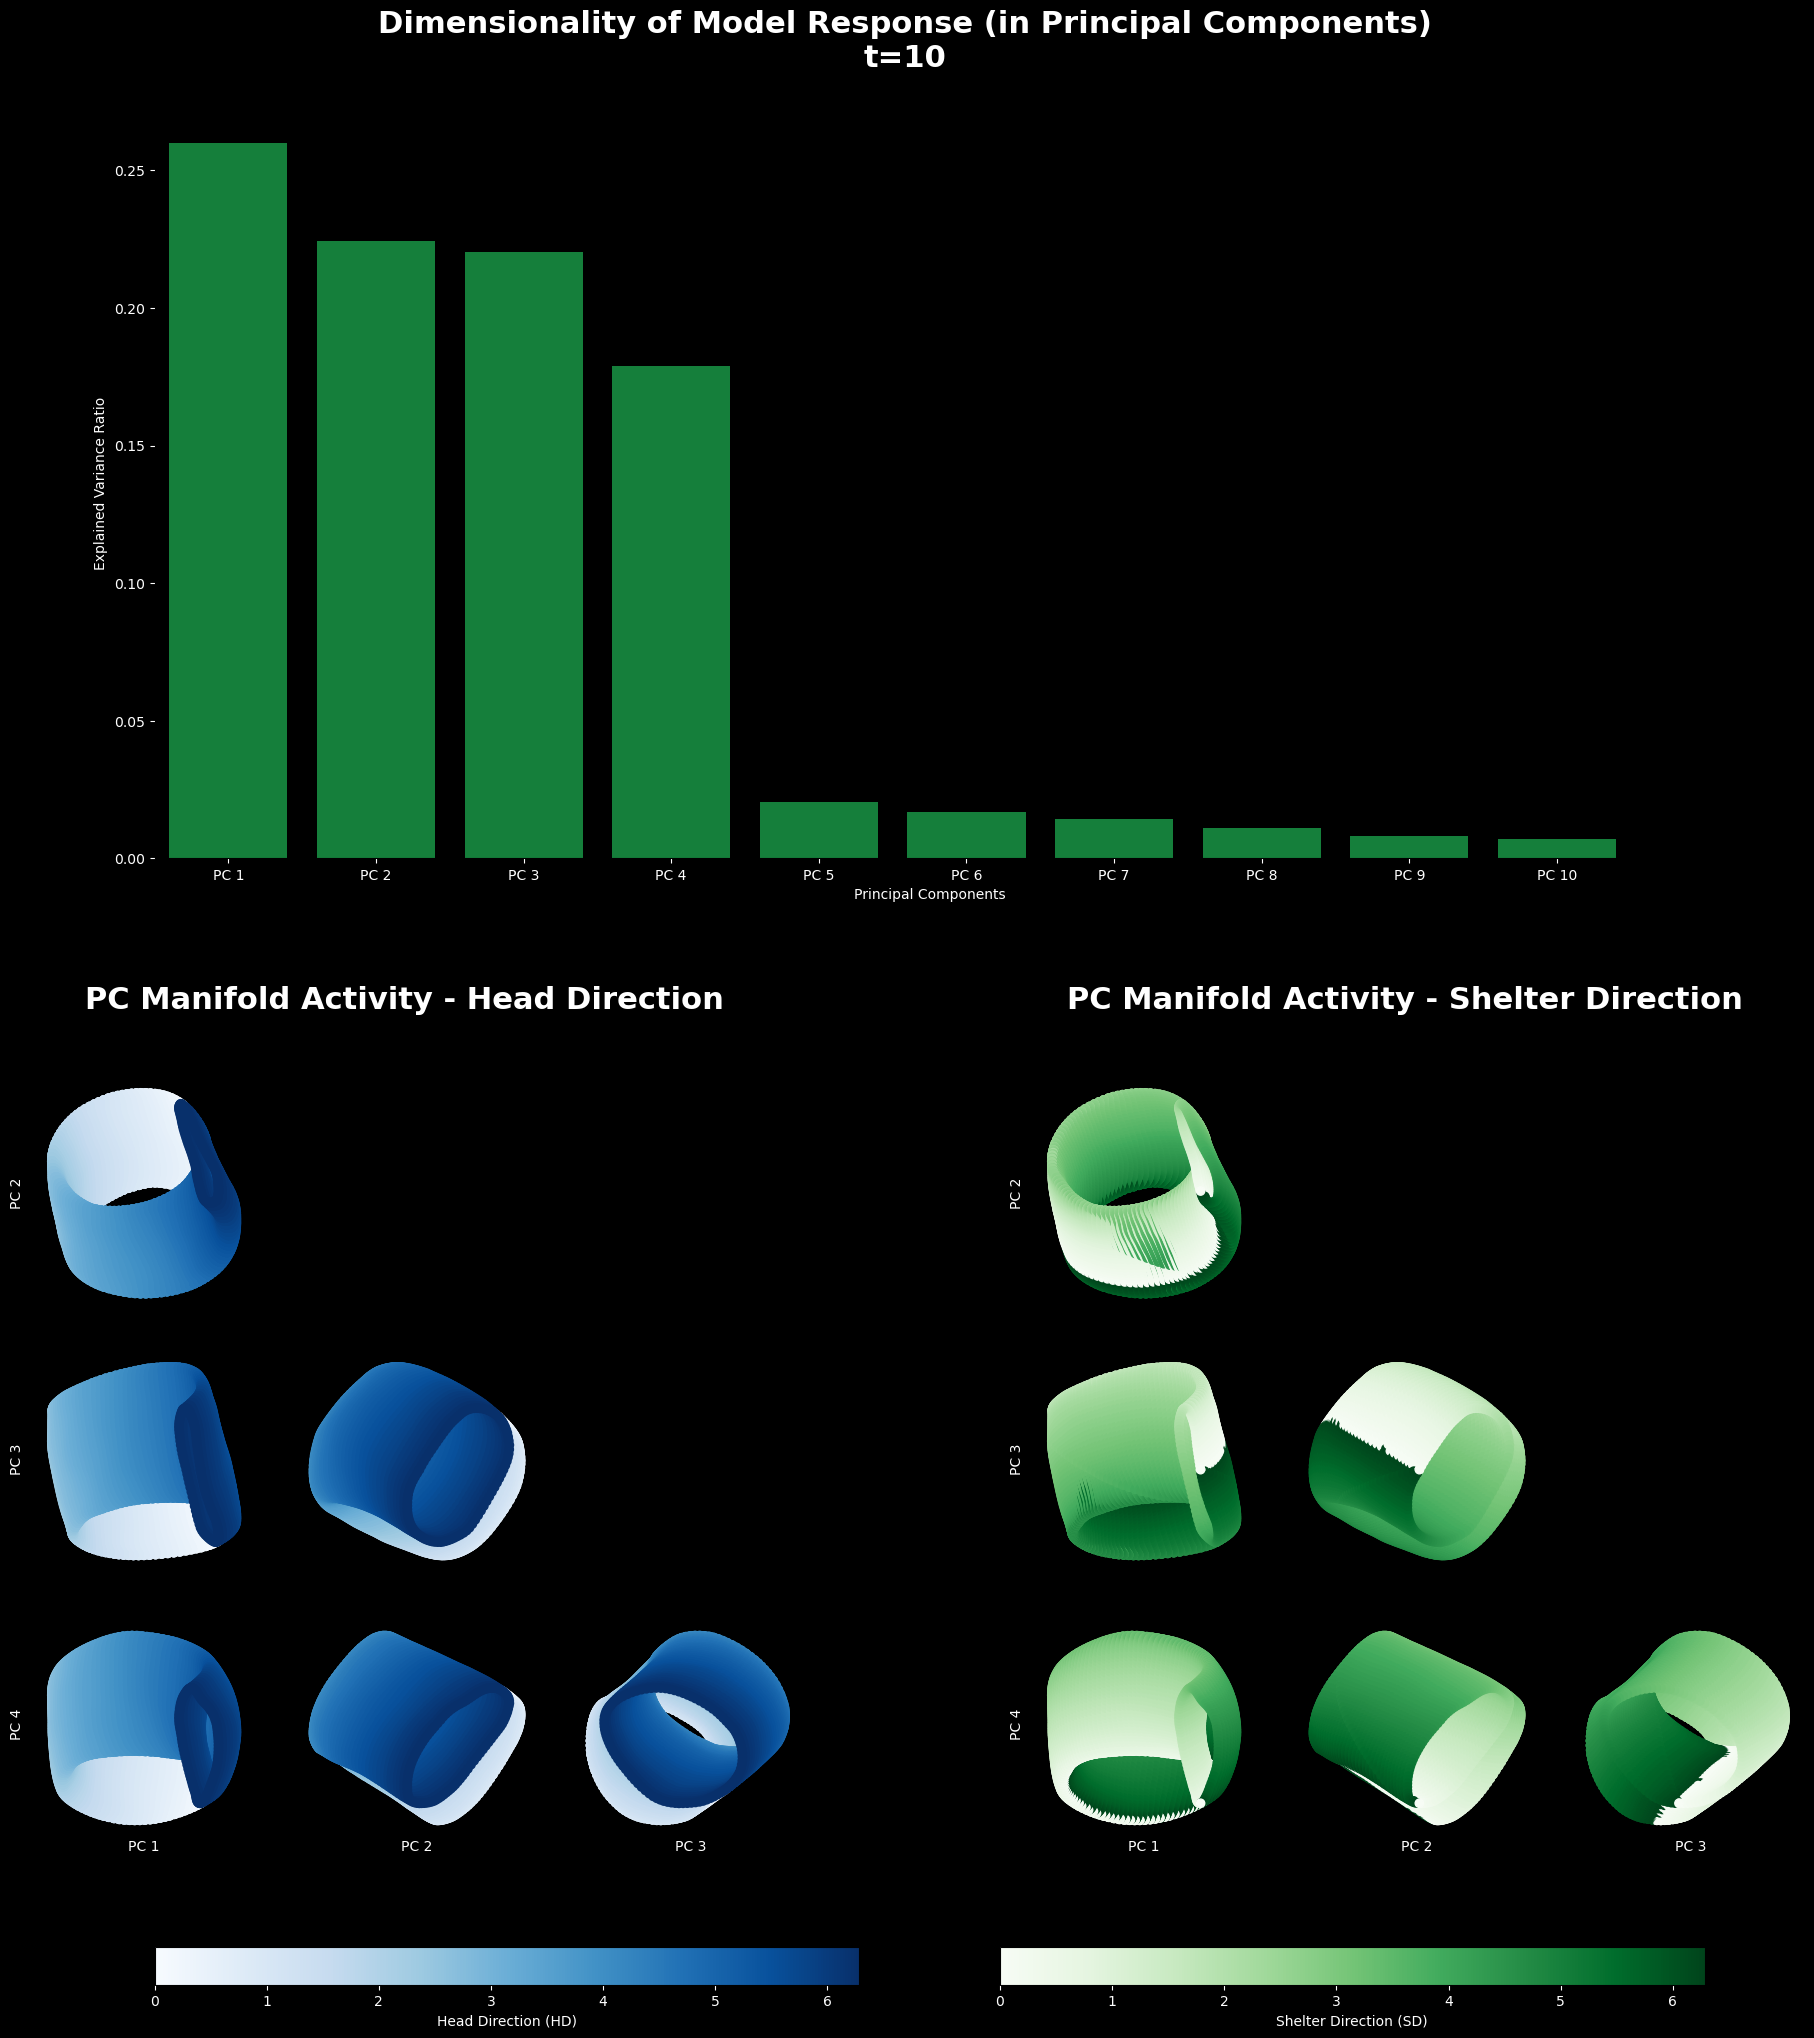 Dimensionality of Model Response (in Principal Components)
t=10
0.25
0.20
0.15
0.10
0.05
0.00
Explained Variance Ratio
PC 1
PC 2
PC 3
PC 4
PC 5
PC 6
PC 7
PC 8
PC 9
PC 10
Principal Components
PC Manifold Activity - Head Direction
PC 2
PC 3
PC 4
PC 1
PC 2
PC 3
0
1
2
3
4
5
6
Head Direction (HD)
PC Manifold Activity - Shelter Direction
PC 2
PC 3
PC 4
PC 1
PC 2
PC 3
0
1
2
3
4
5
6
Shelter Direction (SD)